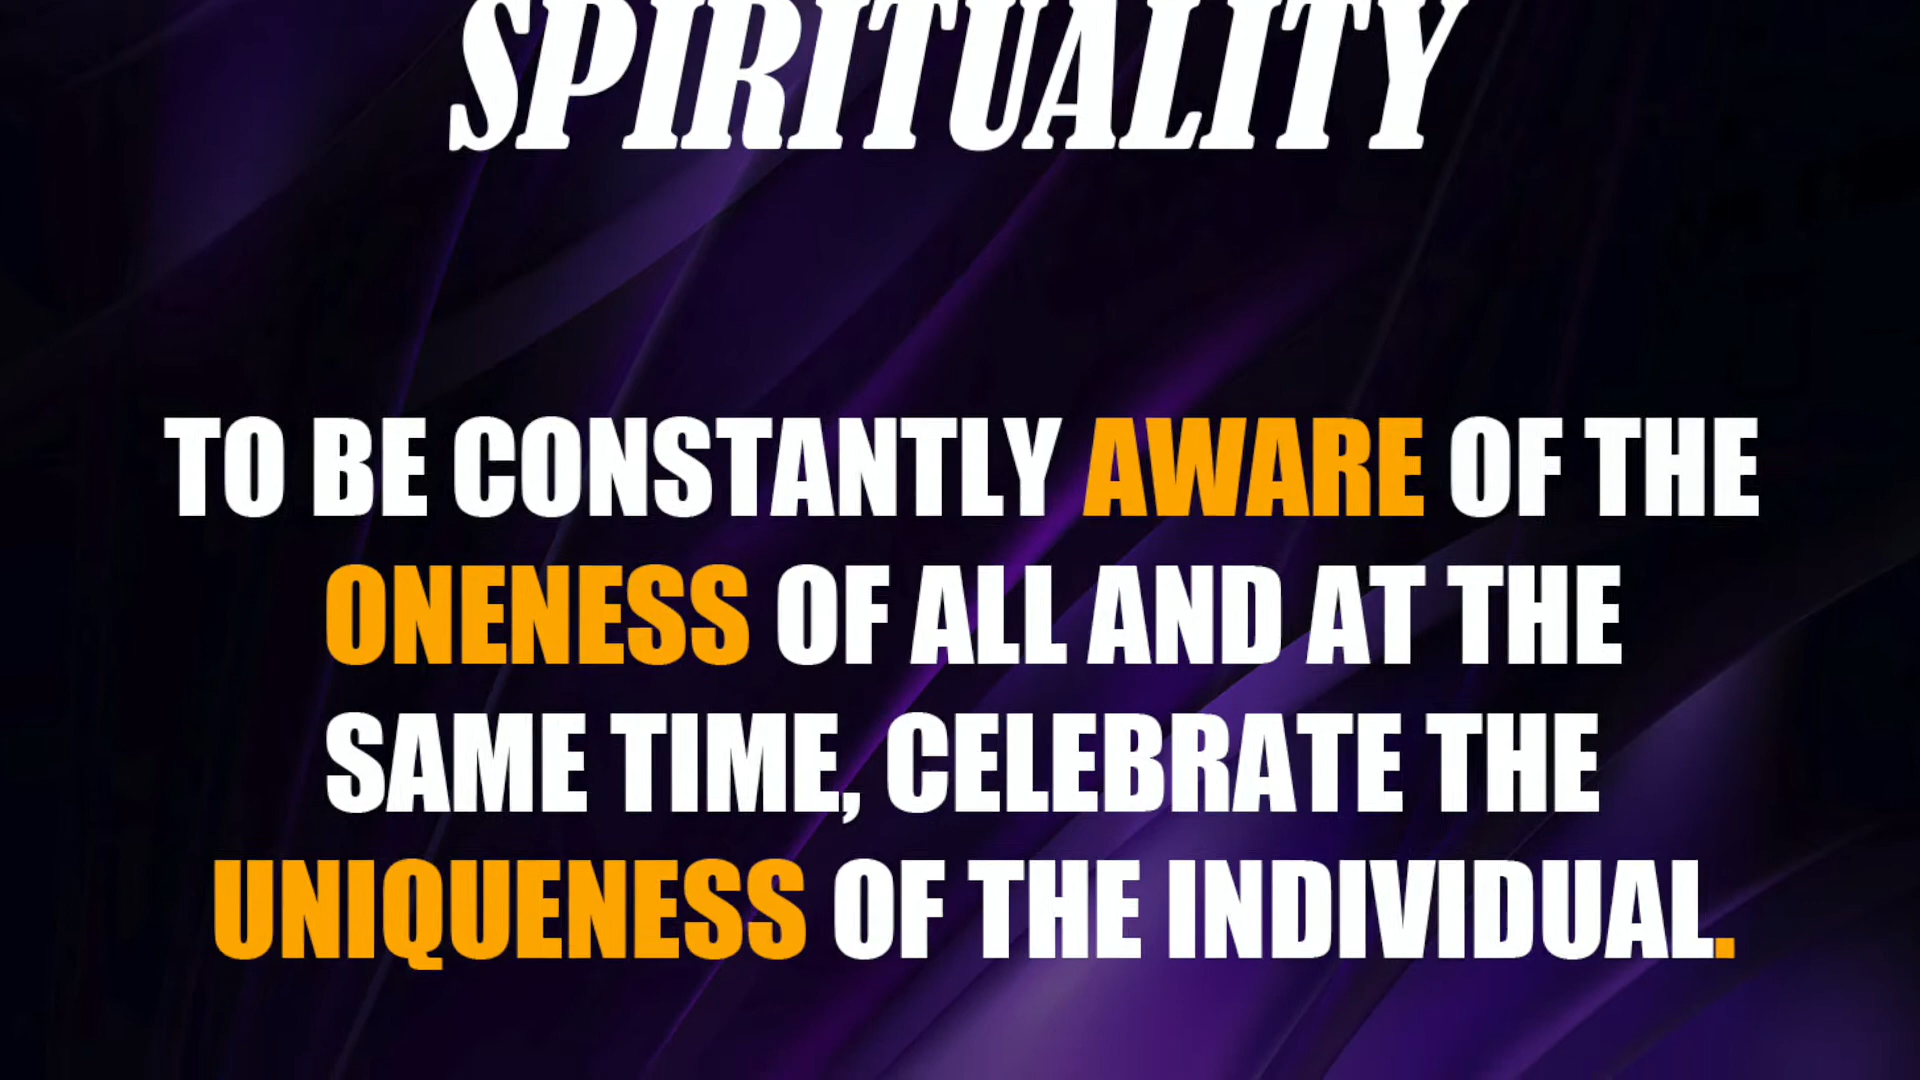 SPIRITUALITY
TO BE CONSTANTLY AWARE OF THE
ONENESS OF ALL AND AT THE
SAME TIME, CELEBRATE THE
UNIQUENESS OF THE INDIVIDUAL.